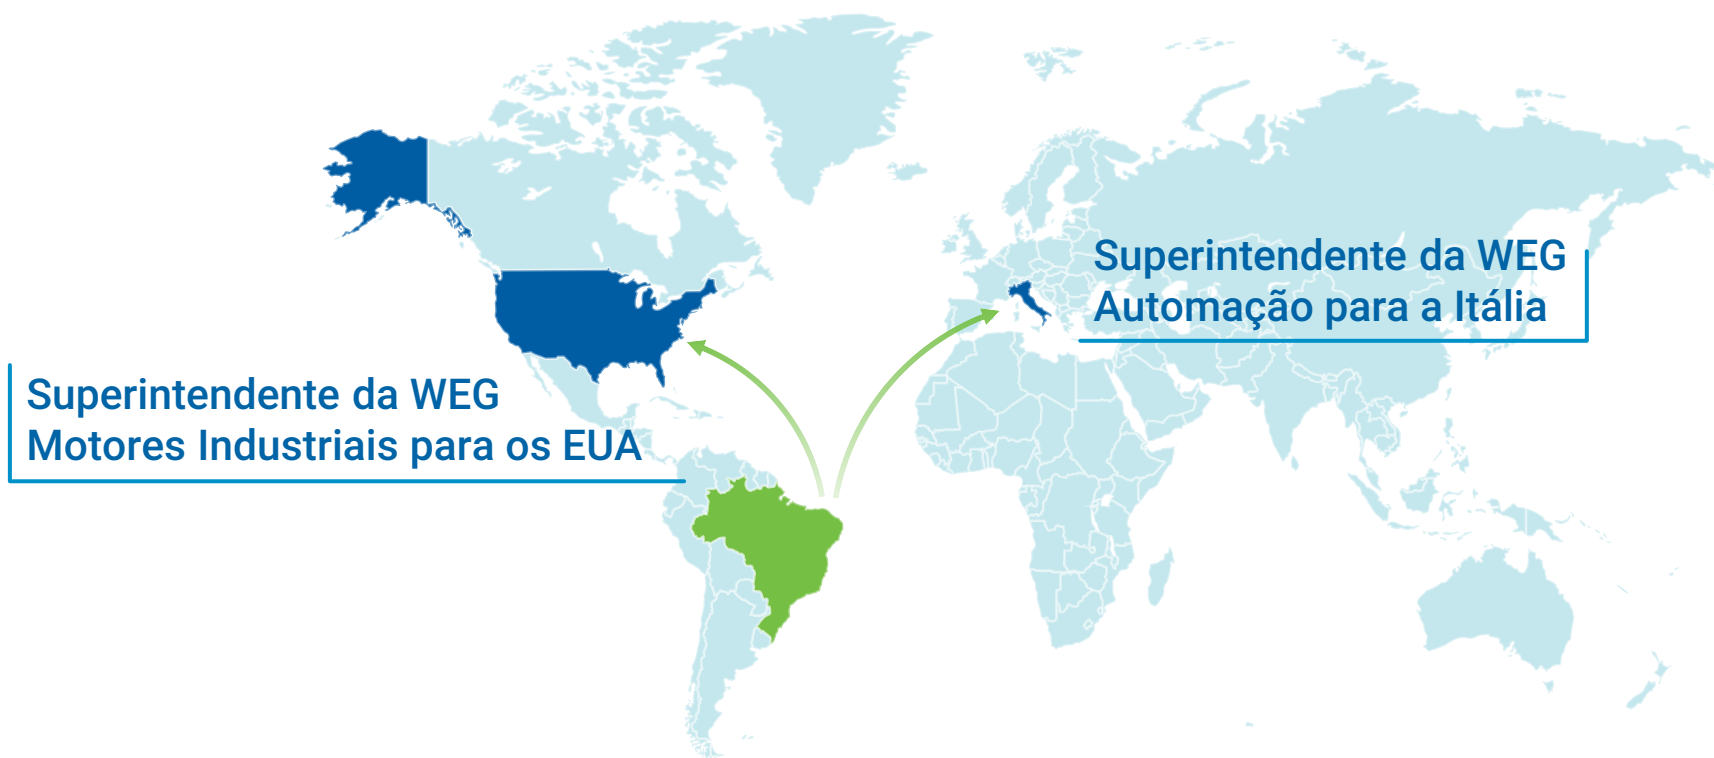 Superintendente da WEG
Automação para a Itália
Superintendente da WEG
Motores Industriais para os EUA